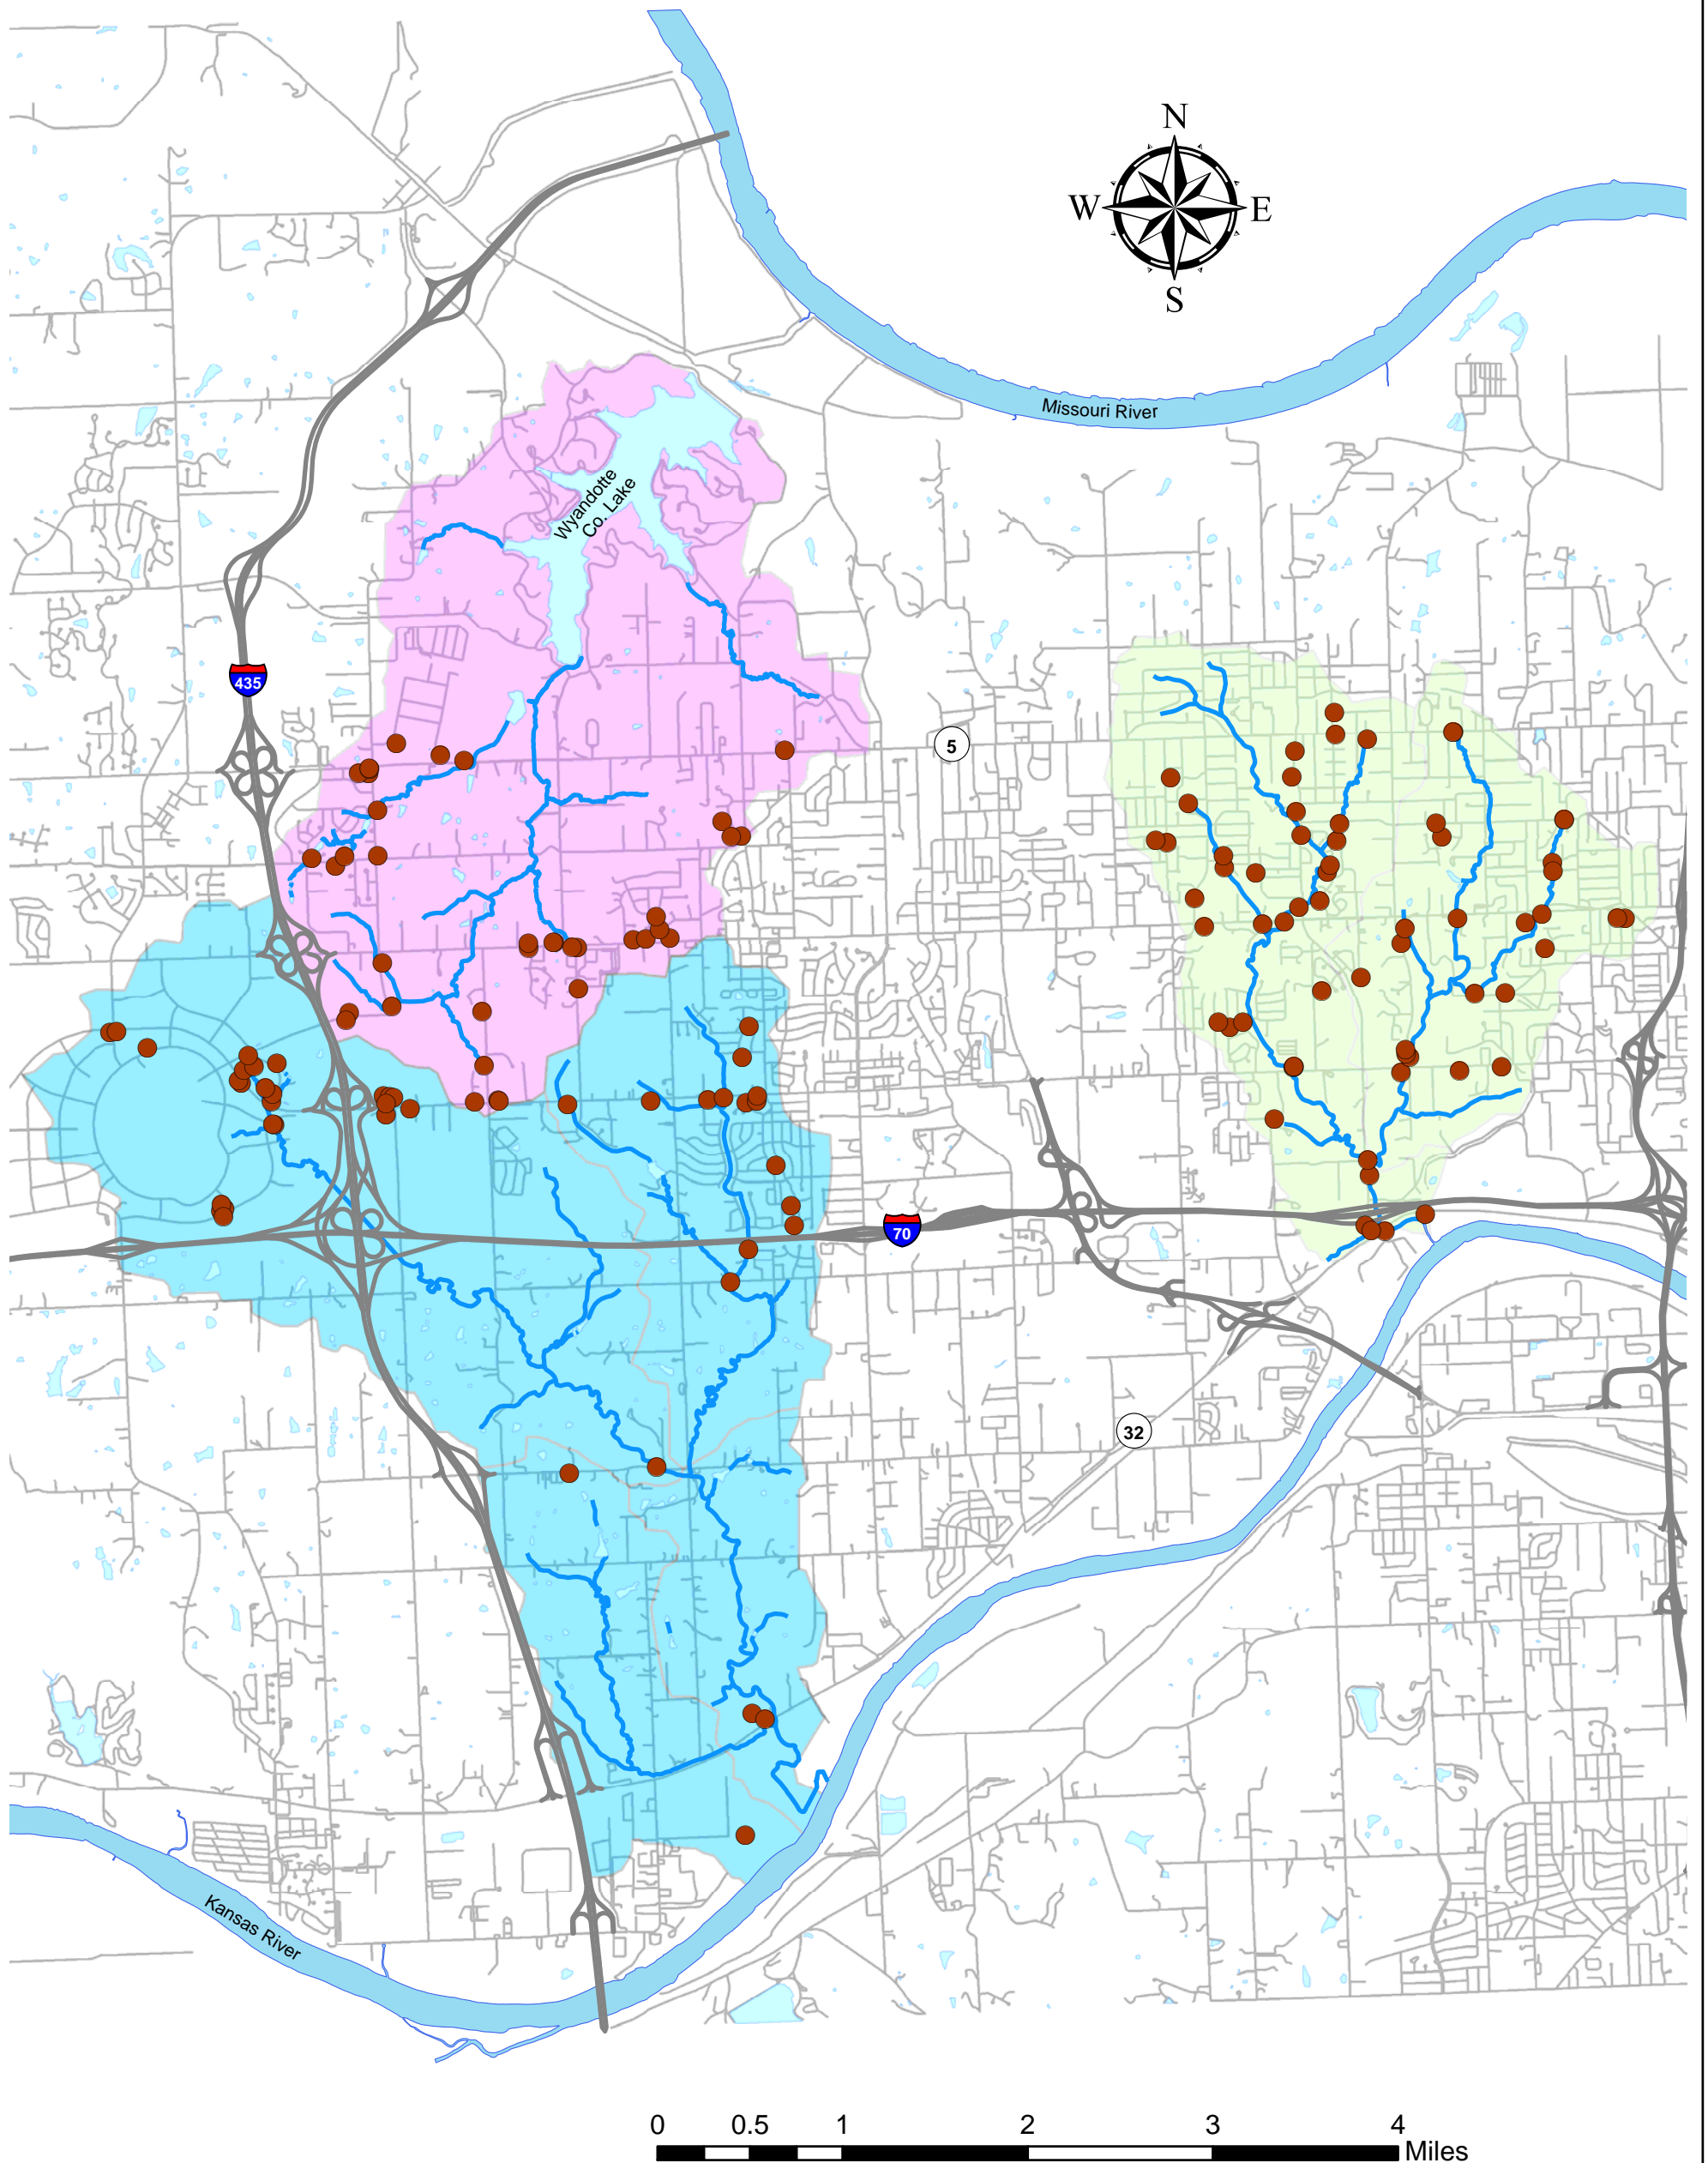 N
W E
S
Missouri River
Wyandotte
Co. Lake
435
5
70
32
Kansas River
0 0.5 1 2 3 4
Miles